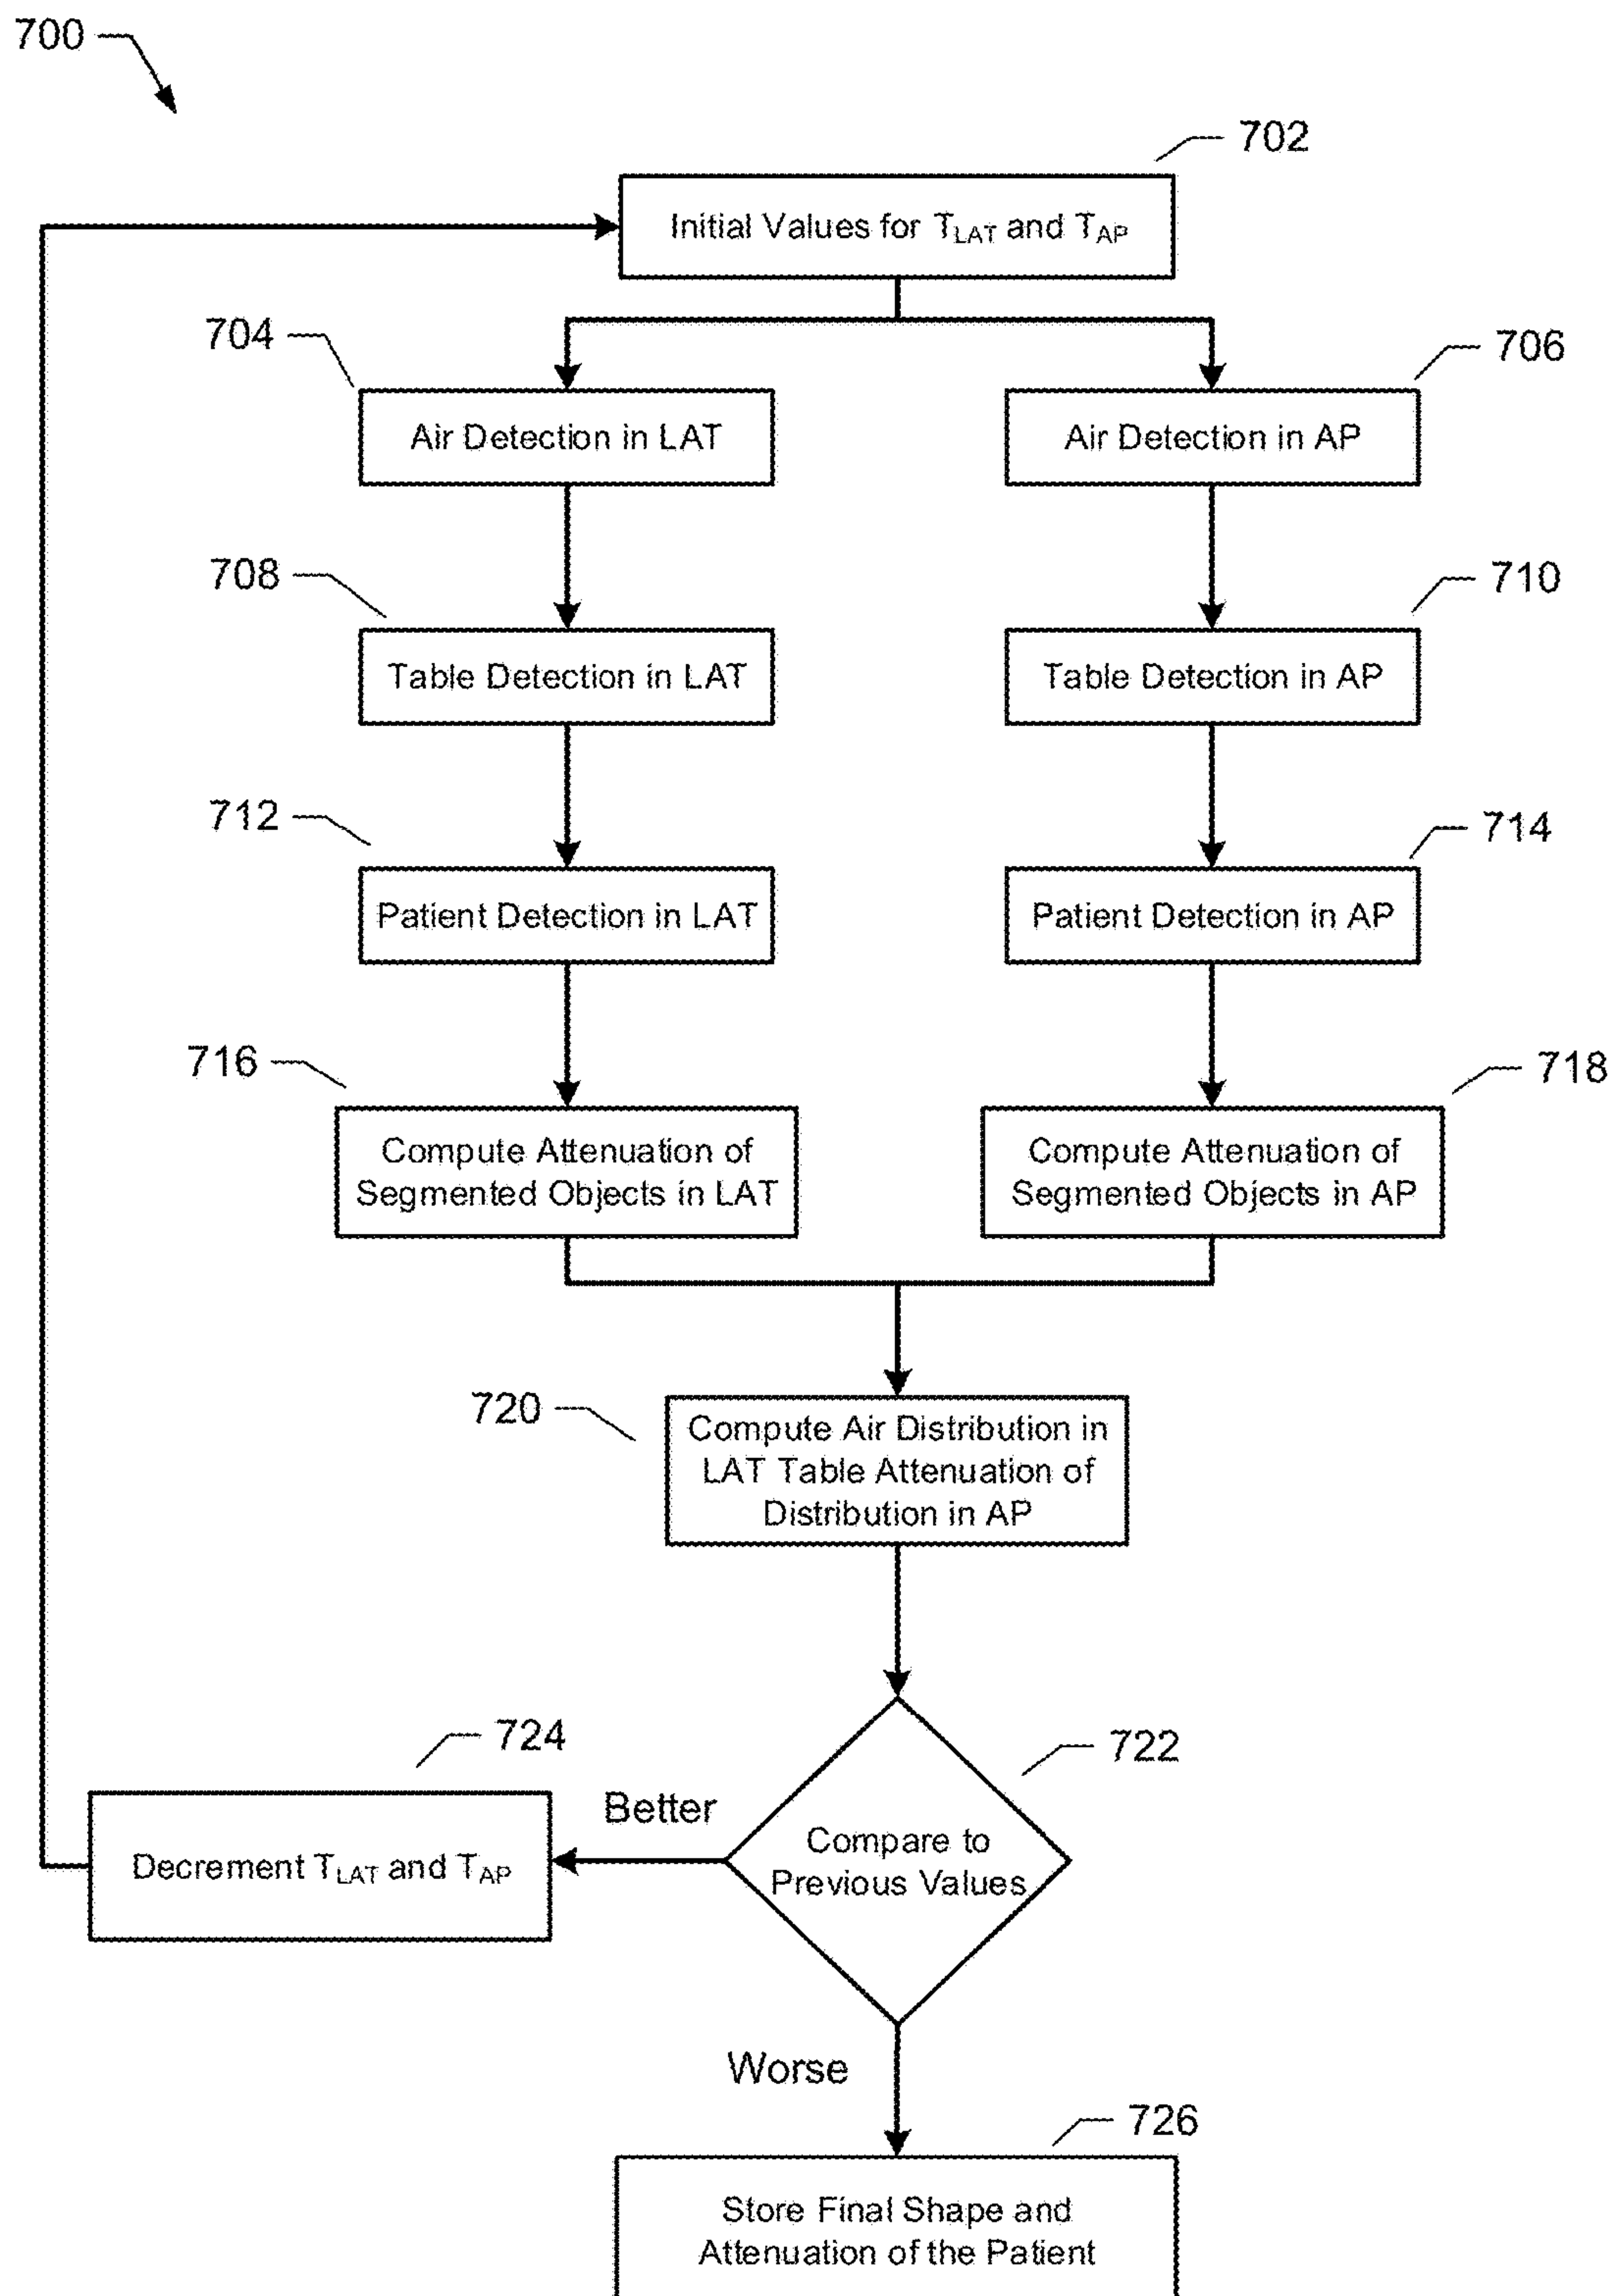 700
702
Initial Values for TLAT and TAP
704
706
Air Detection in LAT
Air Detection in AP
708
710
Table Detection in LAT
Table Detection in AP
712
714
Patient Detection in LAT
Patient Detection in AP
716
718
Compute Attenuation of
Segmented Objects in LAT
Compute Attenuation of
Segmented Objects in AP
720
Compute Air Distribution in
LAT Table Attenuation of
Distribution in AP
724
722
Better
Compare to
Previous Values
Decrement TLAT and TAP
Worse
726
Store Final Shape and
Attenuation of the Patient